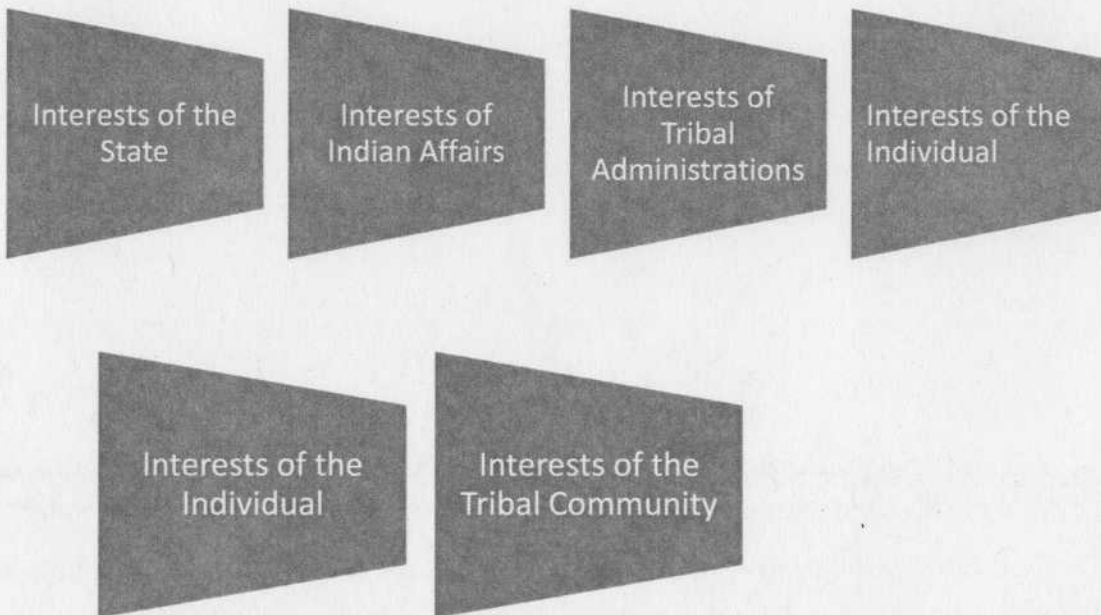 Interests of the
State
Interests of
Indian Affairs
Interests of
Tribal
Administrations
Interests of the
Individual
Interests of the
Individual
Interests of the
Tribal Community